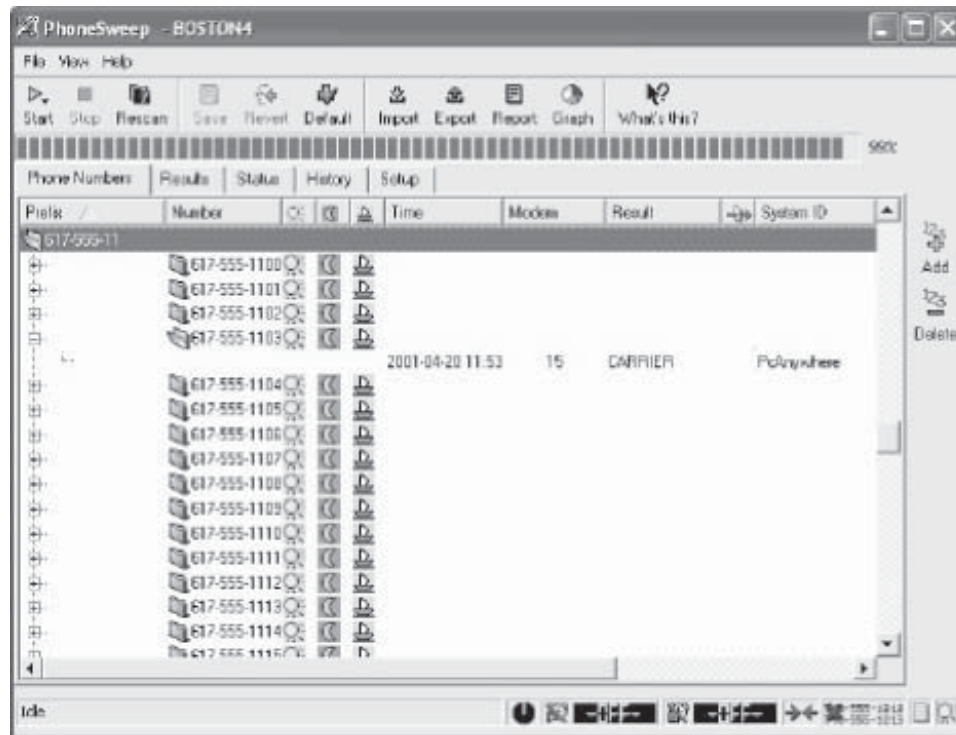 PhoneSweep - BOSTON4
File View Help
Start Stop Rescan Save Revert Default Import Export Report Graph What's this?
Phone Numbers Results Status History Setup
Prefix Number Time Modem Result System ID
617-555-11
617-555-1100
617-555-1101
617-555-1102
617-555-1103
2001-04-20 11:53 15 CARRIER PcAnywhere
617-555-1104
617-555-1105
617-555-1106
617-555-1107
617-555-1108
617-555-1109
617-555-1110
617-555-1111
617-555-1112
617-555-1113
617-555-1114
617-555-1115
Add
Delete
Idle